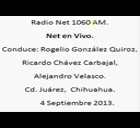 Radio Net 1060 AM.
Net en Vivo.
Conduce: Rogelio González Quiroz,
Ricardo Chávez Carbajal,
Alejandro Velasco.
Cd. Juárez, Chihuahua.
4 Septiembre 2013.